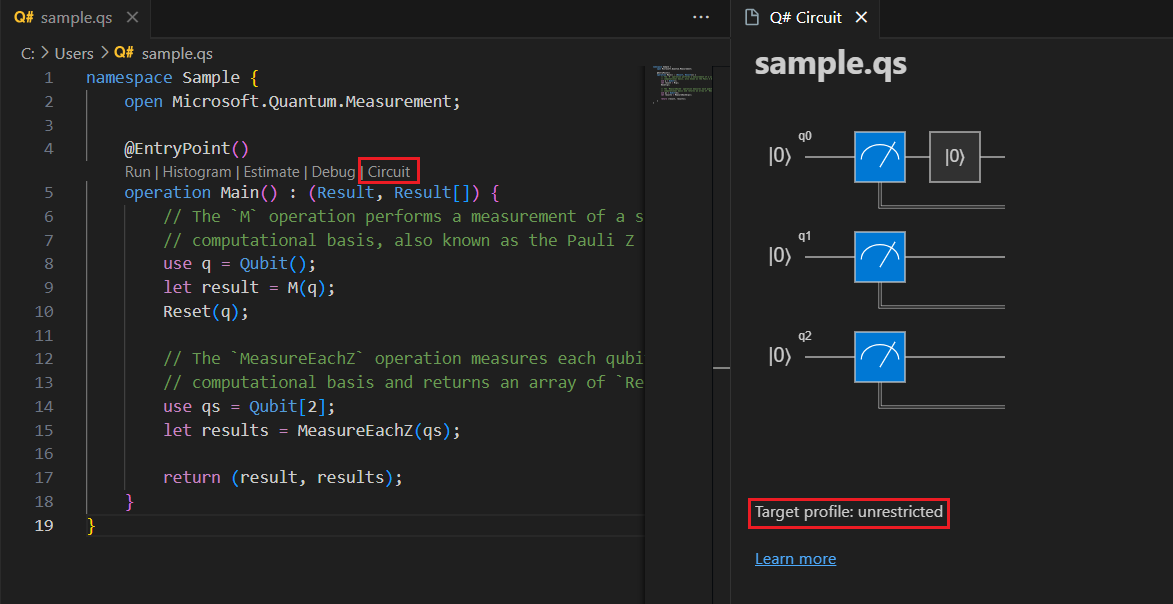 Q# sample.qs
C: > Users > Q# sample.qs
1 namespace Sample {
2 open Microsoft.Quantum.Measurement;
3
4 @EntryPoint()
Run | Histogram | Estimate | Debug | Circuit
5 operation Main() : (Result, Result[]) {
6 // The `M` operation performs a measurement of a s
7 // computational basis, also known as the Pauli Z
8 use q = Qubit();
9 let result = M(q);
10 Reset(q);
11
12 // The `MeasureEachZ` operation measures each qubi
13 // computational basis and returns an array of `Re
14 use qs = Qubit[2];
15 let results = MeasureEachZ(qs);
16
17 return (result, results);
18 }
19 }
Q# Circuit
sample.qs
q0
|0⟩ |0⟩
q1
|0⟩
q2
|0⟩
Target profile: unrestricted
Learn more